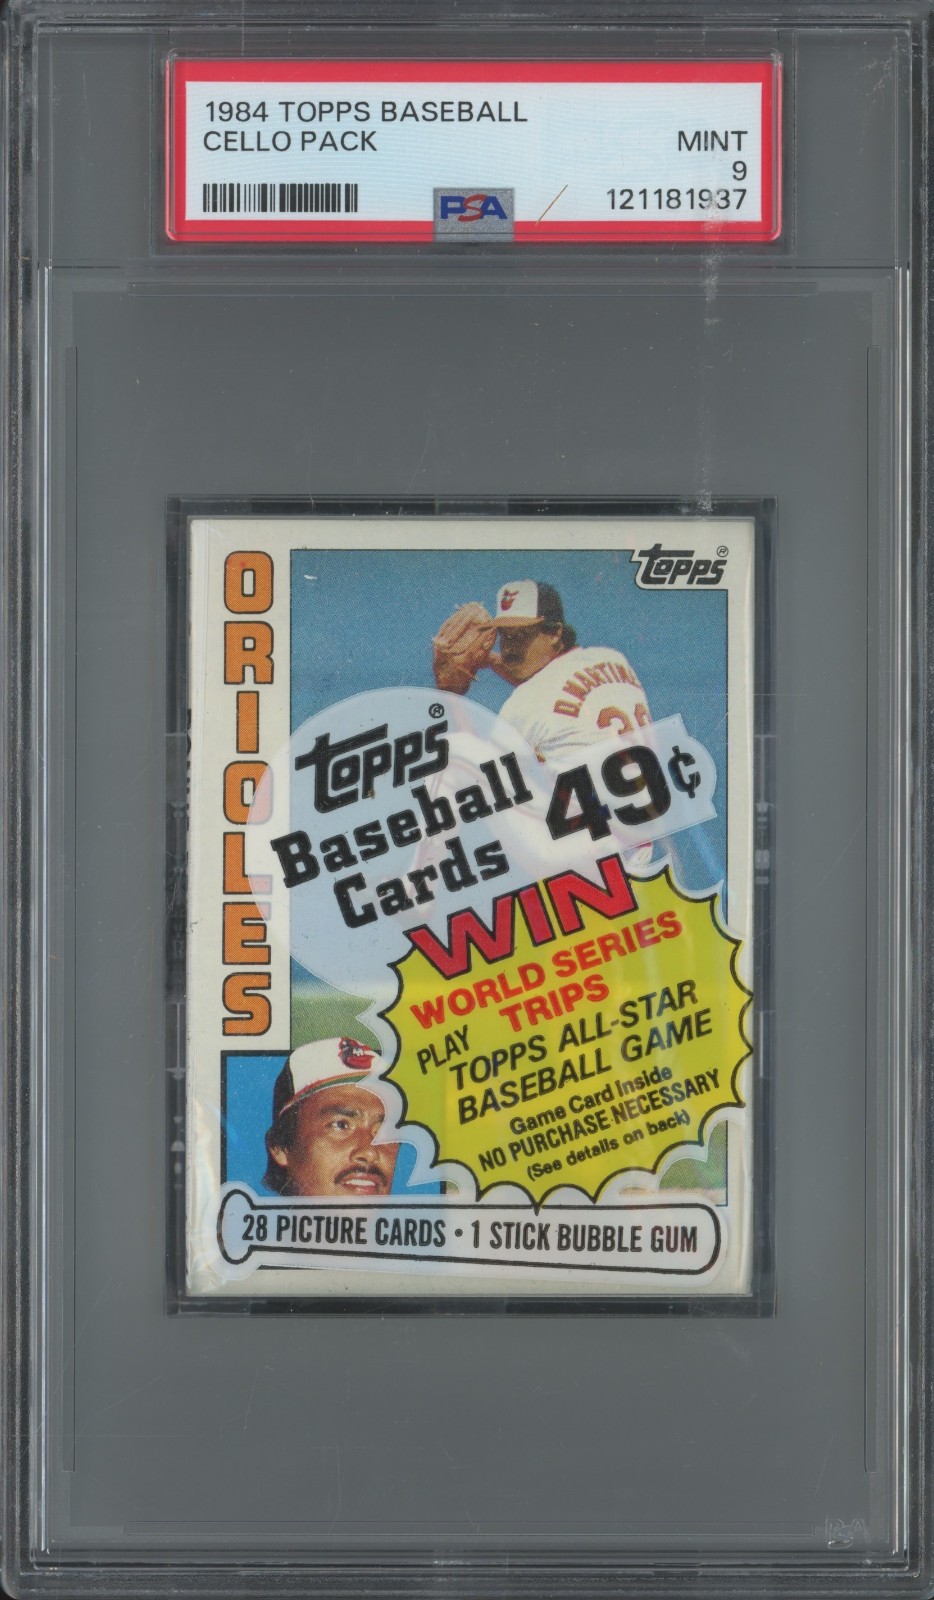 1984 TOPPS BASEBALL
CELLO PACK
MINT
9
121181937
PSA
ORIOLES
Topps®
D.MARTIN
Topps®
Baseball
Cards
49¢
WIN
WORLD SERIES
TRIPS
PLAY
TOPPS ALL-STAR
BASEBALL GAME
Game Card Inside
NO PURCHASE NECESSARY
(See details on back)
28 PICTURE CARDS • 1 STICK BUBBLE GUM
PSA